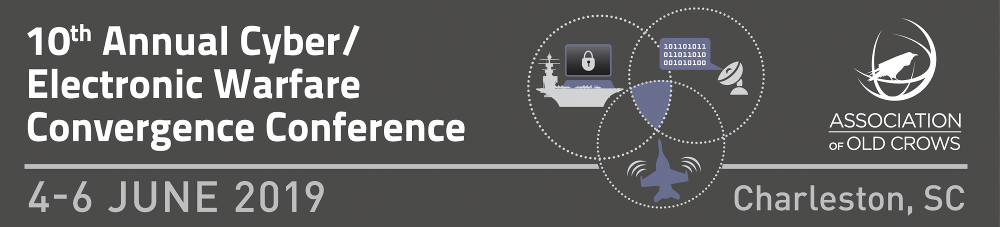 10th Annual Cyber/
Electronic Warfare
Convergence Conference
4-6 JUNE 2019
101101011
011011010
001010100
ASSOCIATION
OF OLD CROWS
Charleston, SC